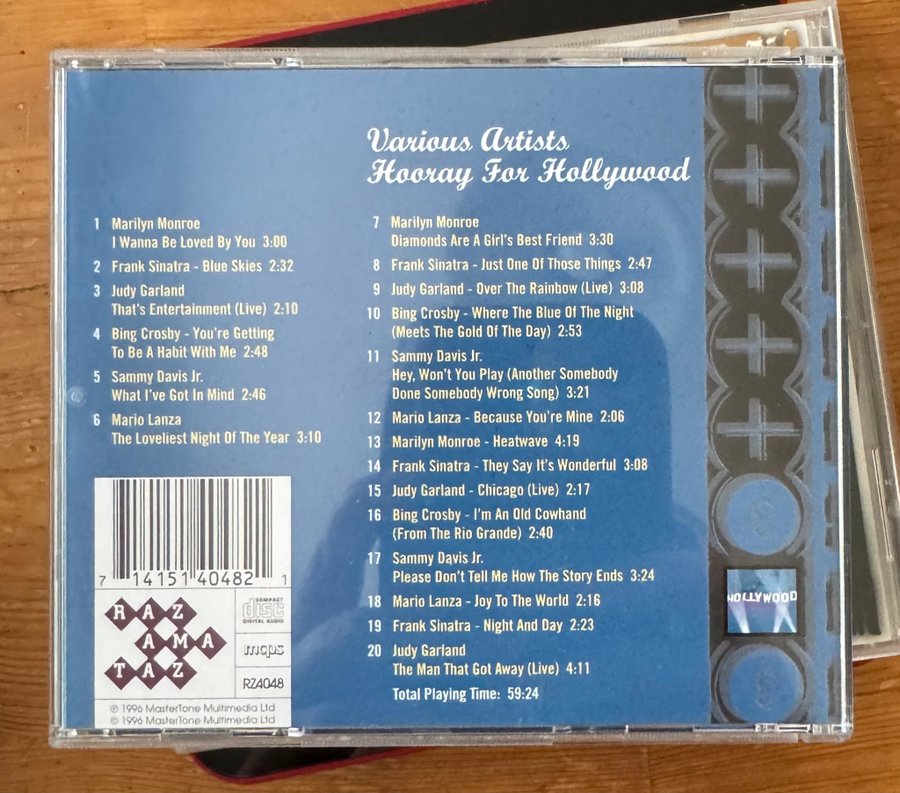 Various Artists
Hooray For Hollywood
1 Marilyn Monroe
I Wanna Be Loved By You 3:00
2 Frank Sinatra - Blue Skies 2:32
3 Judy Garland
That's Entertainment (Live) 2:10
4 Bing Crosby - You're Getting
To Be A Habit With Me 2:48
5 Sammy Davis Jr.
What I've Got In Mind 2:46
6 Mario Lanza
The Loveliest Night Of The Year 3:10
7 Marilyn Monroe
Diamonds Are A Girl's Best Friend 3:30
8 Frank Sinatra - Just One Of Those Things 2:47
9 Judy Garland - Over The Rainbow (Live) 3:08
10 Bing Crosby - Where The Blue Of The Night
(Meets The Gold Of The Day) 2:53
11 Sammy Davis Jr.
Hey, Won't You Play (Another Somebody
Done Somebody Wrong Song) 3:21
12 Mario Lanza - Because You're Mine 2:06
13 Marilyn Monroe - Heatwave 4:19
14 Frank Sinatra - They Say It's Wonderful 3:08
15 Judy Garland - Chicago (Live) 2:17
16 Bing Crosby - I'm An Old Cowhand
(From The Rio Grande) 2:40
17 Sammy Davis Jr.
Please Don't Tell Me How The Story Ends 3:24
18 Mario Lanza - Joy To The World 2:16
19 Frank Sinatra - Night And Day 2:23
20 Judy Garland
The Man That Got Away (Live) 4:11
Total Playing Time: 59:24
7 14151 40482 1
RAZ
AMA
TAZ
COMPACT
disc
DIGITAL AUDIO
mcps
RZ4048
℗ 1996 MasterTone Multimedia Ltd
© 1996 MasterTone Multimedia Ltd
HOLLYWOOD